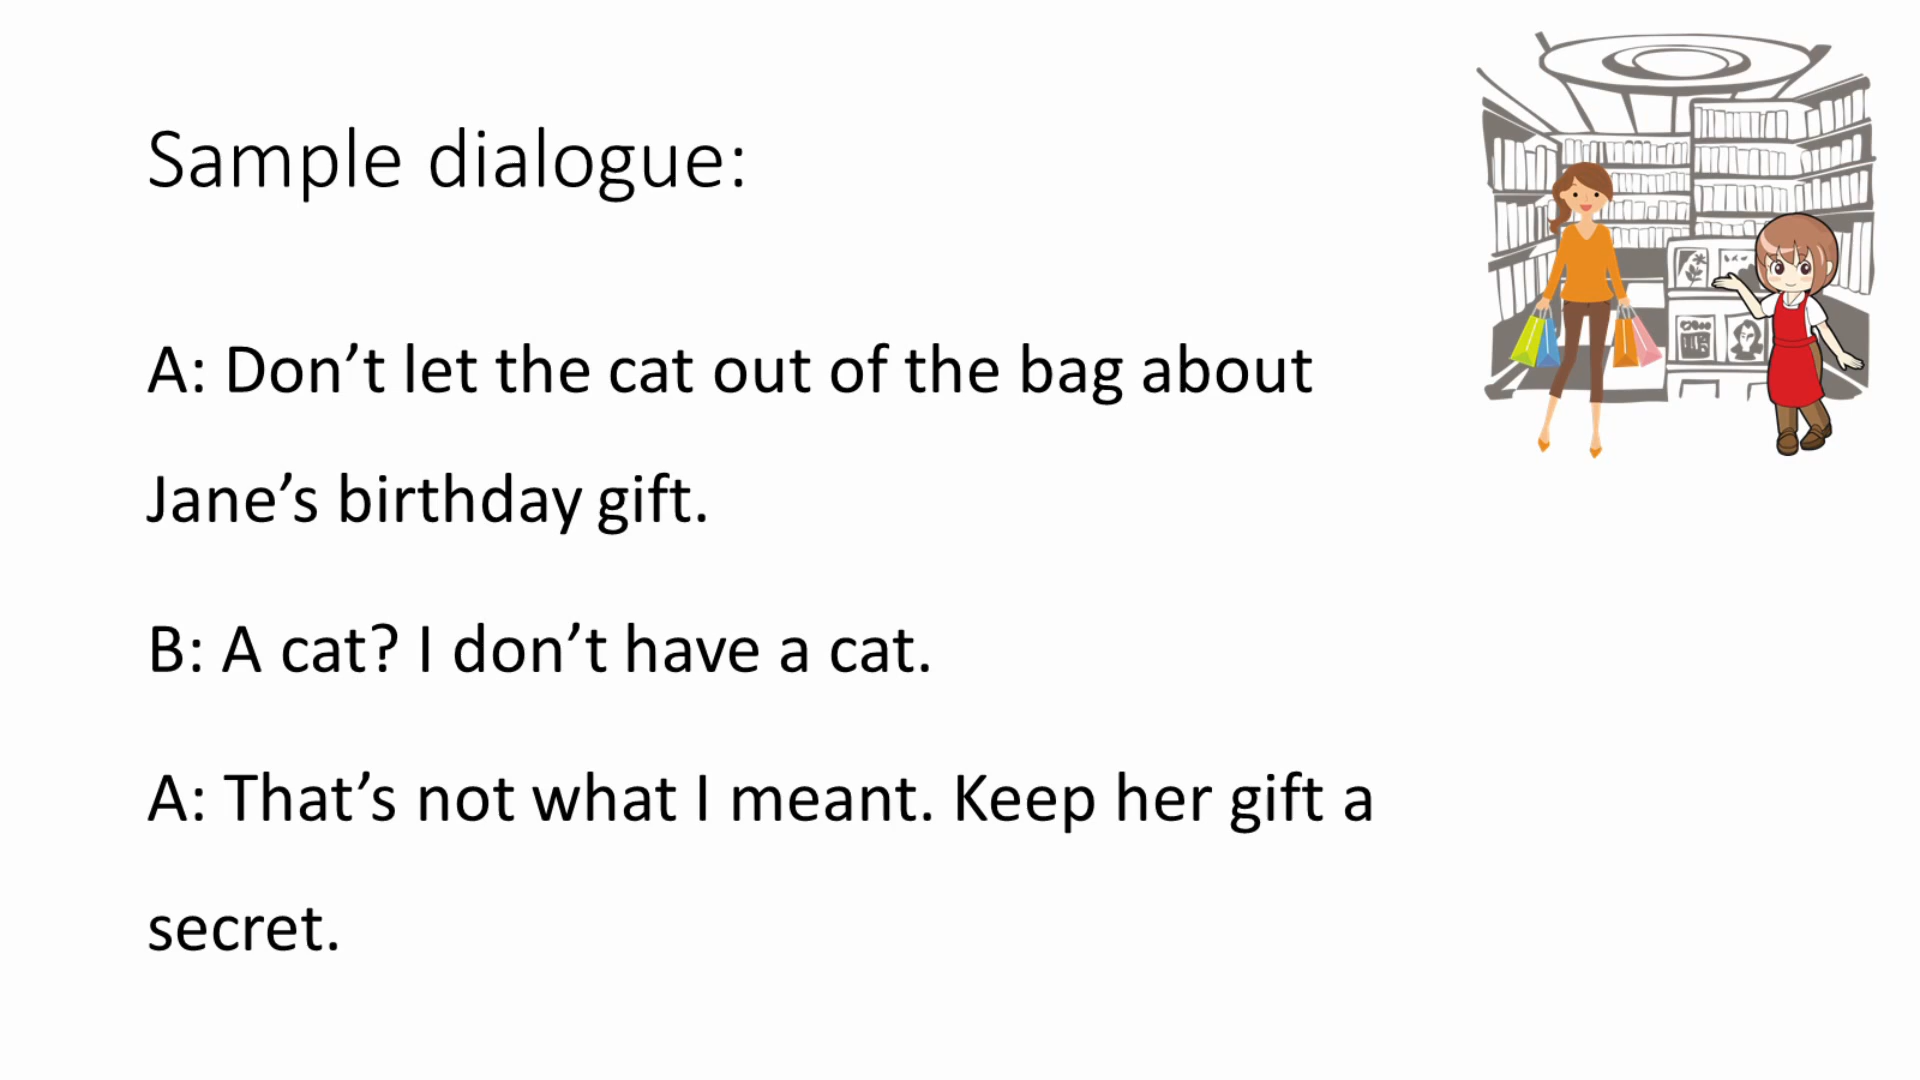 Sample dialogue:
A: Don’t let the cat out of the bag about
Jane’s birthday gift.
B: A cat? I don’t have a cat.
A: That’s not what I meant. Keep her gift a
secret.